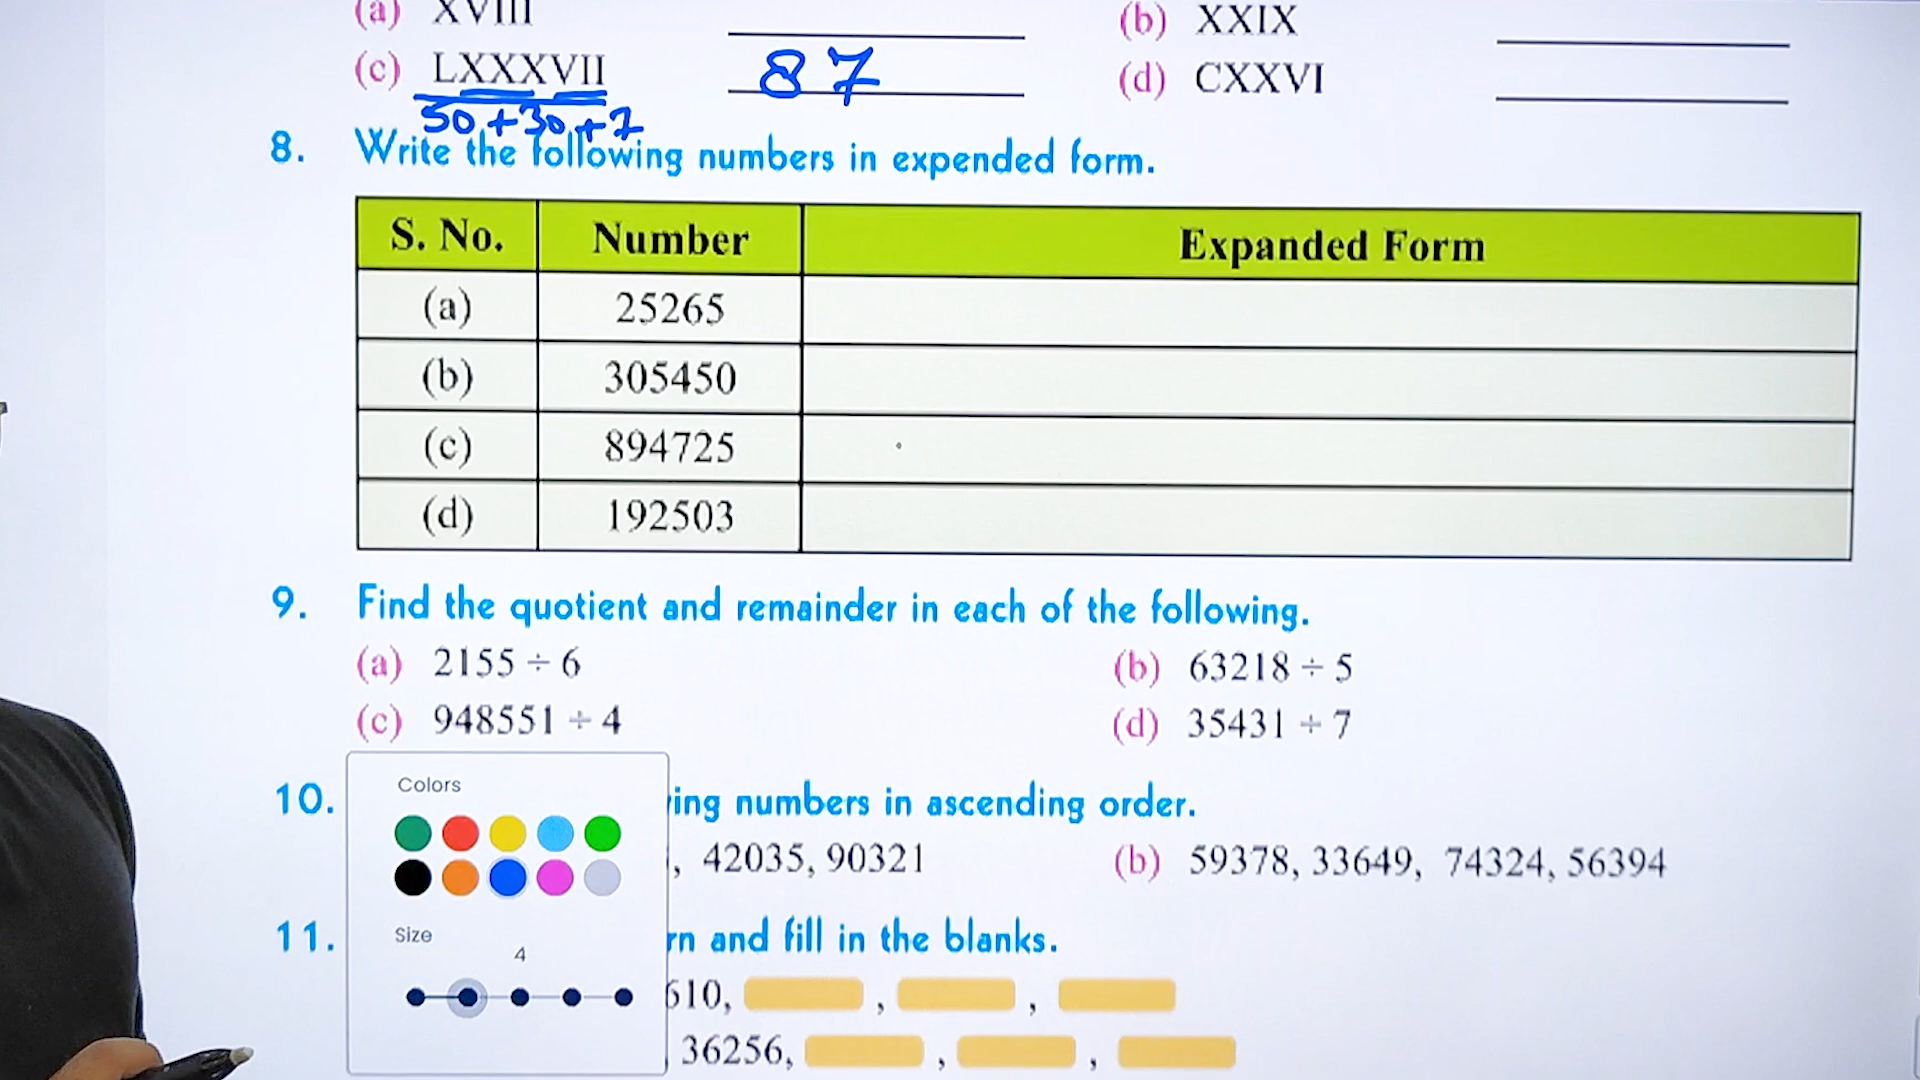 (a) XVIII (b) XXIX
(c) LXXXVII 87 (d) CXXVI
50+30+7
8. Write the following numbers in expended form.
S. No. Number Expanded Form
(a) 25265
(b) 305450
(c) 894725
(d) 192503
9. Find the quotient and remainder in each of the following.
(a) 2155 ÷ 6 (b) 63218 ÷ 5
(c) 948551 ÷ 4 (d) 35431 ÷ 7
Colors
10. ing numbers in ascending order.
, 42035, 90321 (b) 59378, 33649, 74324, 56394
Size
4
11. rn and fill in the blanks.
610, , ,
36256, , ,